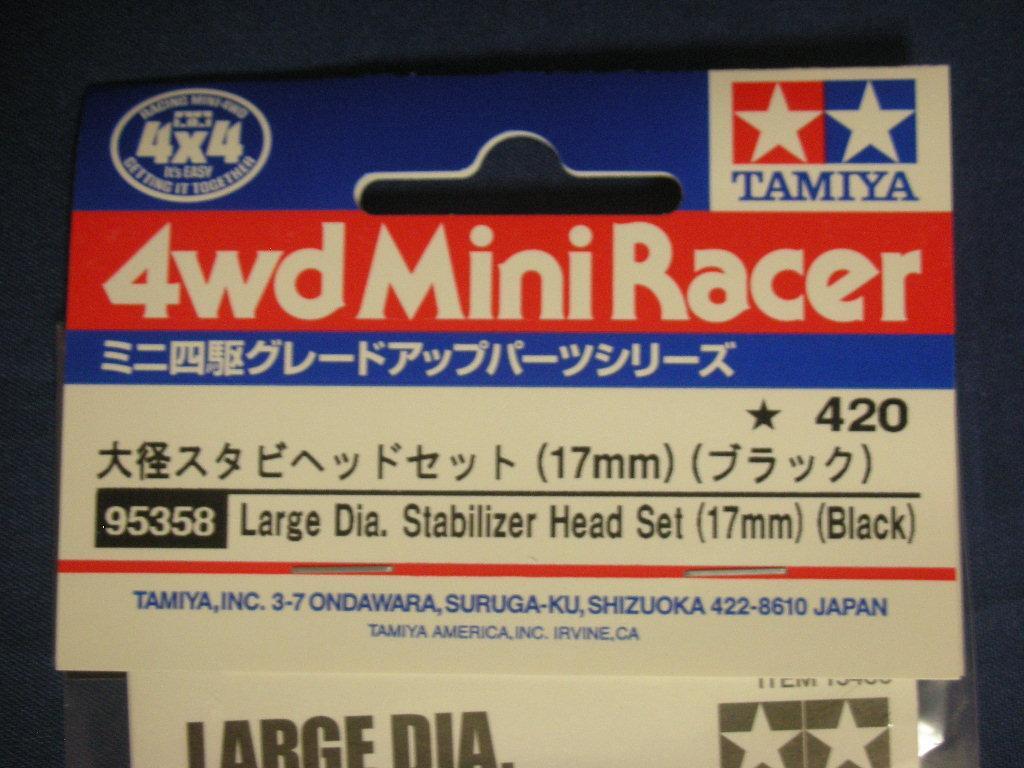 RACING MINI-4WD
4x4
It's EASY
GETTING IT TOGETHER
TAMIYA
4wd Mini Racer
ミニ四駆グレードアップパーツシリーズ
★ 420
大径スタビヘッドセット (17mm) (ブラック)
95358 Large Dia. Stabilizer Head Set (17mm) (Black)
TAMIYA,INC. 3-7 ONDAWARA, SURUGA-KU, SHIZUOKA 422-8610 JAPAN
TAMIYA AMERICA,INC. IRVINE,CA
ITEM
LARGE DIA.